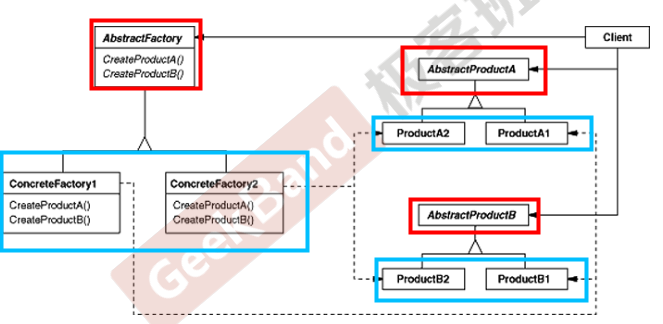 AbstractFactory
CreateProductA()
CreateProductB()
Client
AbstractProductA
ProductA2
ProductA1
ConcreteFactory1
CreateProductA()
CreateProductB()
ConcreteFactory2
CreateProductA()
CreateProductB()
AbstractProductB
ProductB2
ProductB1
GeekBand 极客班